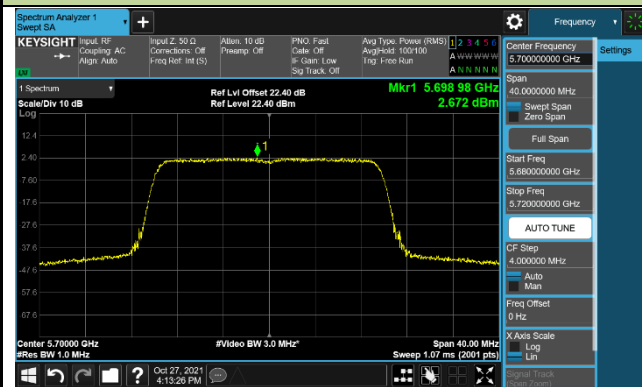 Spectrum Analyzer 1
Swept SA
+
Frequency
KEYSIGHT
Input: RF
Coupling: AC
Align: Auto
Input Z: 50 Ω
Corrections: Off
Freq Ref: Int (S)
Atten: 10 dB
Preamp: Off
PNO: Fast
Gate: Off
IF Gain: Low
Sig Track: Off
Avg Type: Power (RMS)
Avg|Hold: 100/100
Trig: Free Run
1 2 3 4 5 6
A W W W W W
A N N N N N
1 Spectrum
Scale/Div 10 dB
Log
Ref Lvl Offset 22.40 dB
Ref Level 22.40 dBm
Mkr1 5.698 98 GHz
2.672 dBm
12.4
2.40
-7.60
-17.6
-27.6
-37.6
-47.6
-57.6
-67.6
1
Center 5.70000 GHz
#Res BW 1.0 MHz
#Video BW 3.0 MHz*
Span 40.00 MHz
Sweep 1.07 ms (2001 pts)
Center Frequency
5.700000000 GHz
Settings
Span
40.0000000 MHz
Swept Span
Zero Span
Full Span
Start Freq
5.680000000 GHz
Stop Freq
5.720000000 GHz
AUTO TUNE
CF Step
4.000000 MHz
Auto
Man
Freq Offset
0 Hz
X Axis Scale
Log
Lin
Signal Track
(Span Zoom)
?
Oct 27, 2021
4:13:26 PM